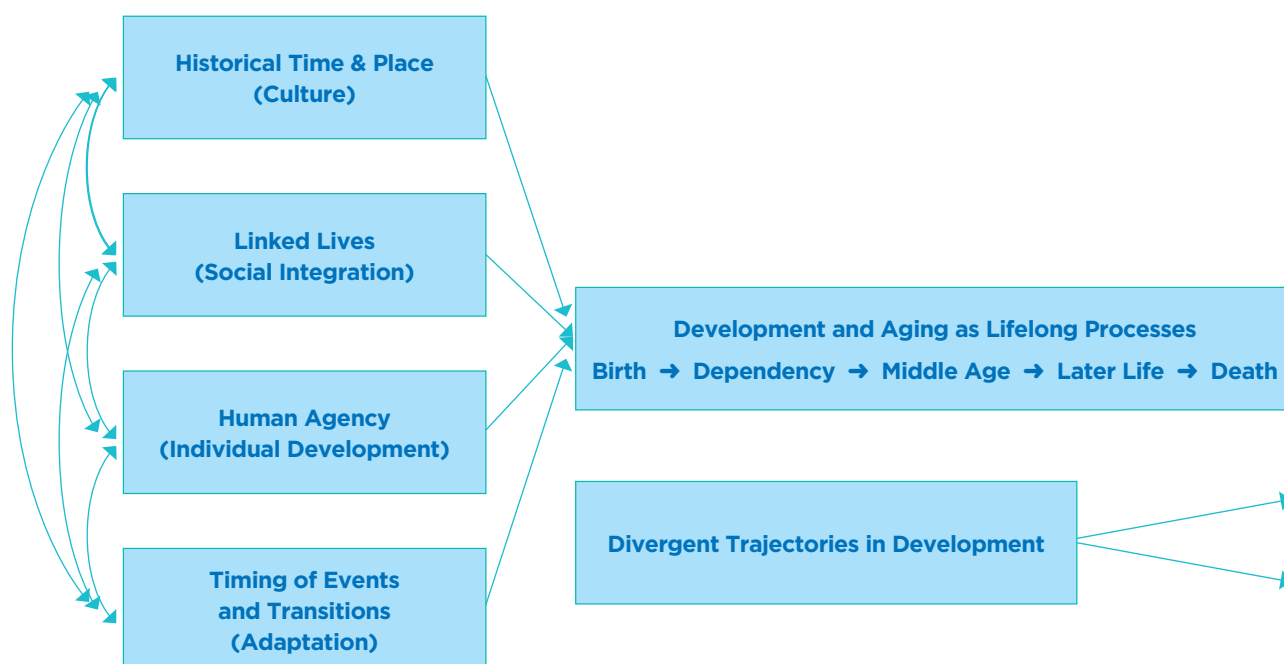 Historical Time & Place
(Culture)
Linked Lives
(Social Integration)
Human Agency
(Individual Development)
Timing of Events
and Transitions
(Adaptation)
Development and Aging as Lifelong Processes
Birth ➔ Dependency ➔ Middle Age ➔ Later Life ➔ Death
Divergent Trajectories in Development